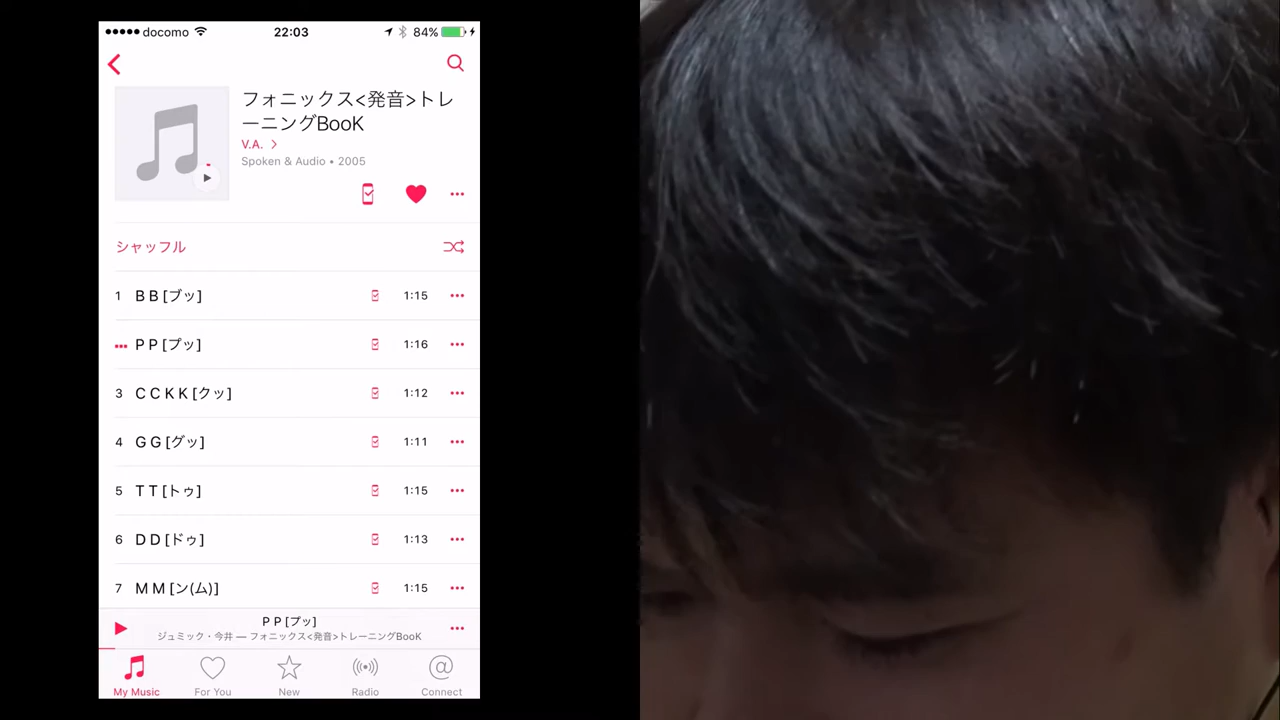 docomo 22:03 84%
フォニックス<発音>トレ
ーニングBooK
V.A.
Spoken & Audio • 2005
シャッフル
1 B B [ブッ] 1:15
P P [プッ] 1:16
3 C C K K [クッ] 1:12
4 G G [グッ] 1:11
5 T T [トゥ] 1:15
6 D D [ドゥ] 1:13
7 M M [ン(ム)] 1:15
P P [プッ]
ジュミック・今井 — フォニックス<発音>トレーニングBooK
My Music For You New Radio Connect